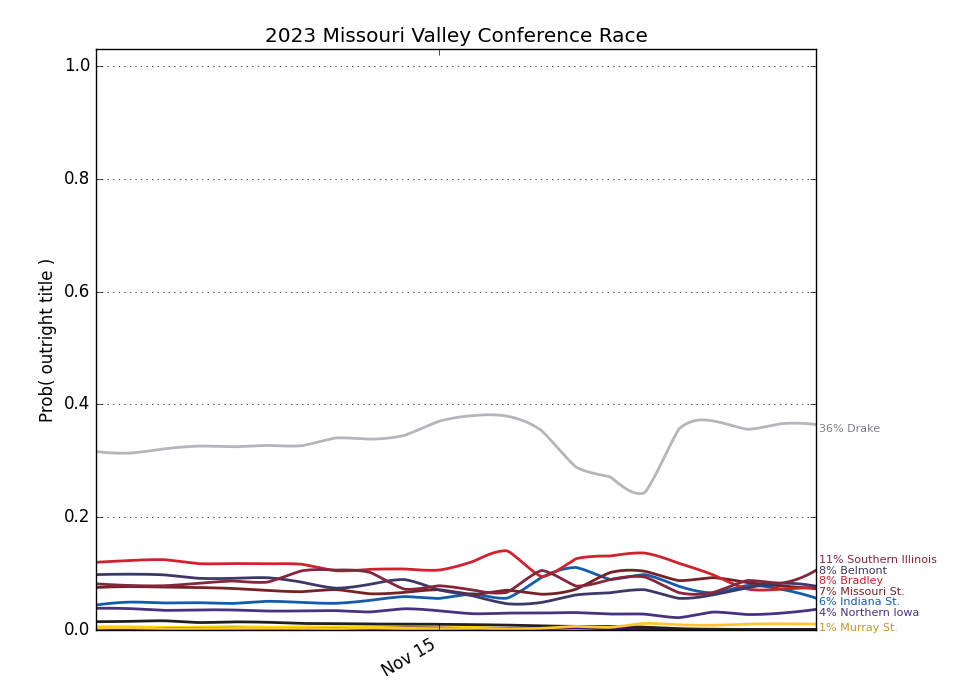 2023 Missouri Valley Conference Race
Prob( outright title )
1.0
0.8
0.6
0.4
0.2
0.0
Nov 15
36% Drake
11% Southern Illinois
8% Belmont
8% Bradley
7% Missouri St.
6% Indiana St.
4% Northern Iowa
1% Murray St.